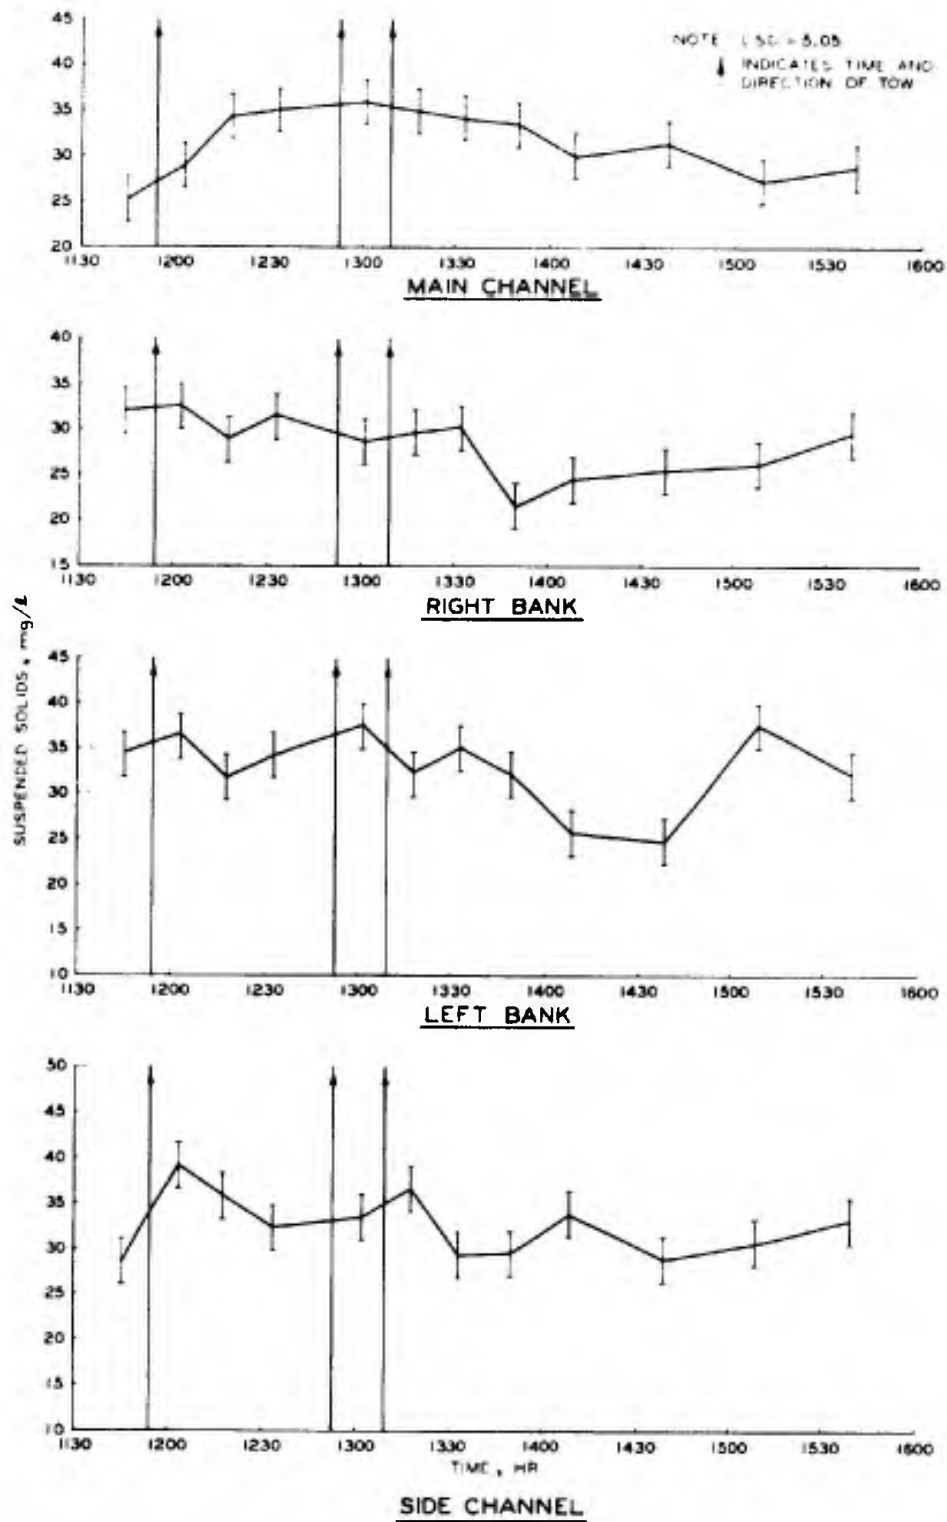 45
NOTE LSD = 5.05
40
INDICATES TIME AND
DIRECTION OF TOW
35
30
25
20
1130 1200 1230 1300 1330 1400 1430 1500 1530 1600
MAIN CHANNEL
40
35
30
25
20
15
1130 1200 1230 1300 1330 1400 1430 1500 1530 1600
RIGHT BANK
SUSPENDED SOLIDS, mg/ℓ
45
40
35
30
25
20
15
10
1130 1200 1230 1300 1330 1400 1430 1500 1530 1600
LEFT BANK
50
45
40
35
30
25
20
15
10
1130 1200 1230 1300 1330 1400 1430 1500 1530 1600
TIME, HR
SIDE CHANNEL